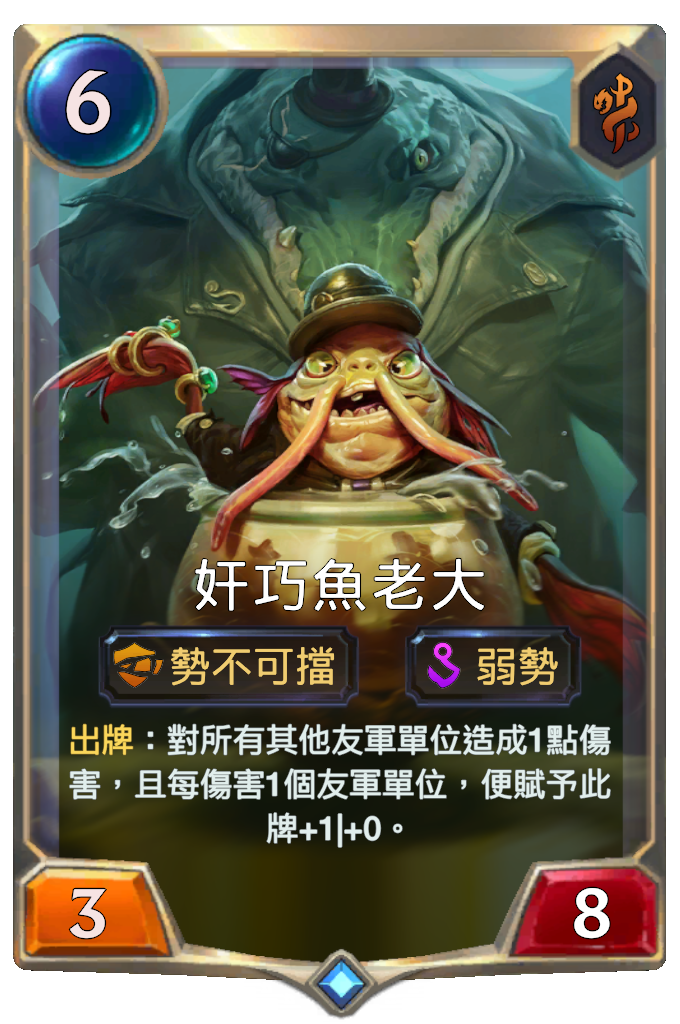 6
奸巧魚老大
勢不可擋 弱勢
出牌：對所有其他友軍單位造成1點傷
害，且每傷害1個友軍單位，便賦予此
牌+1|+0。
3 8